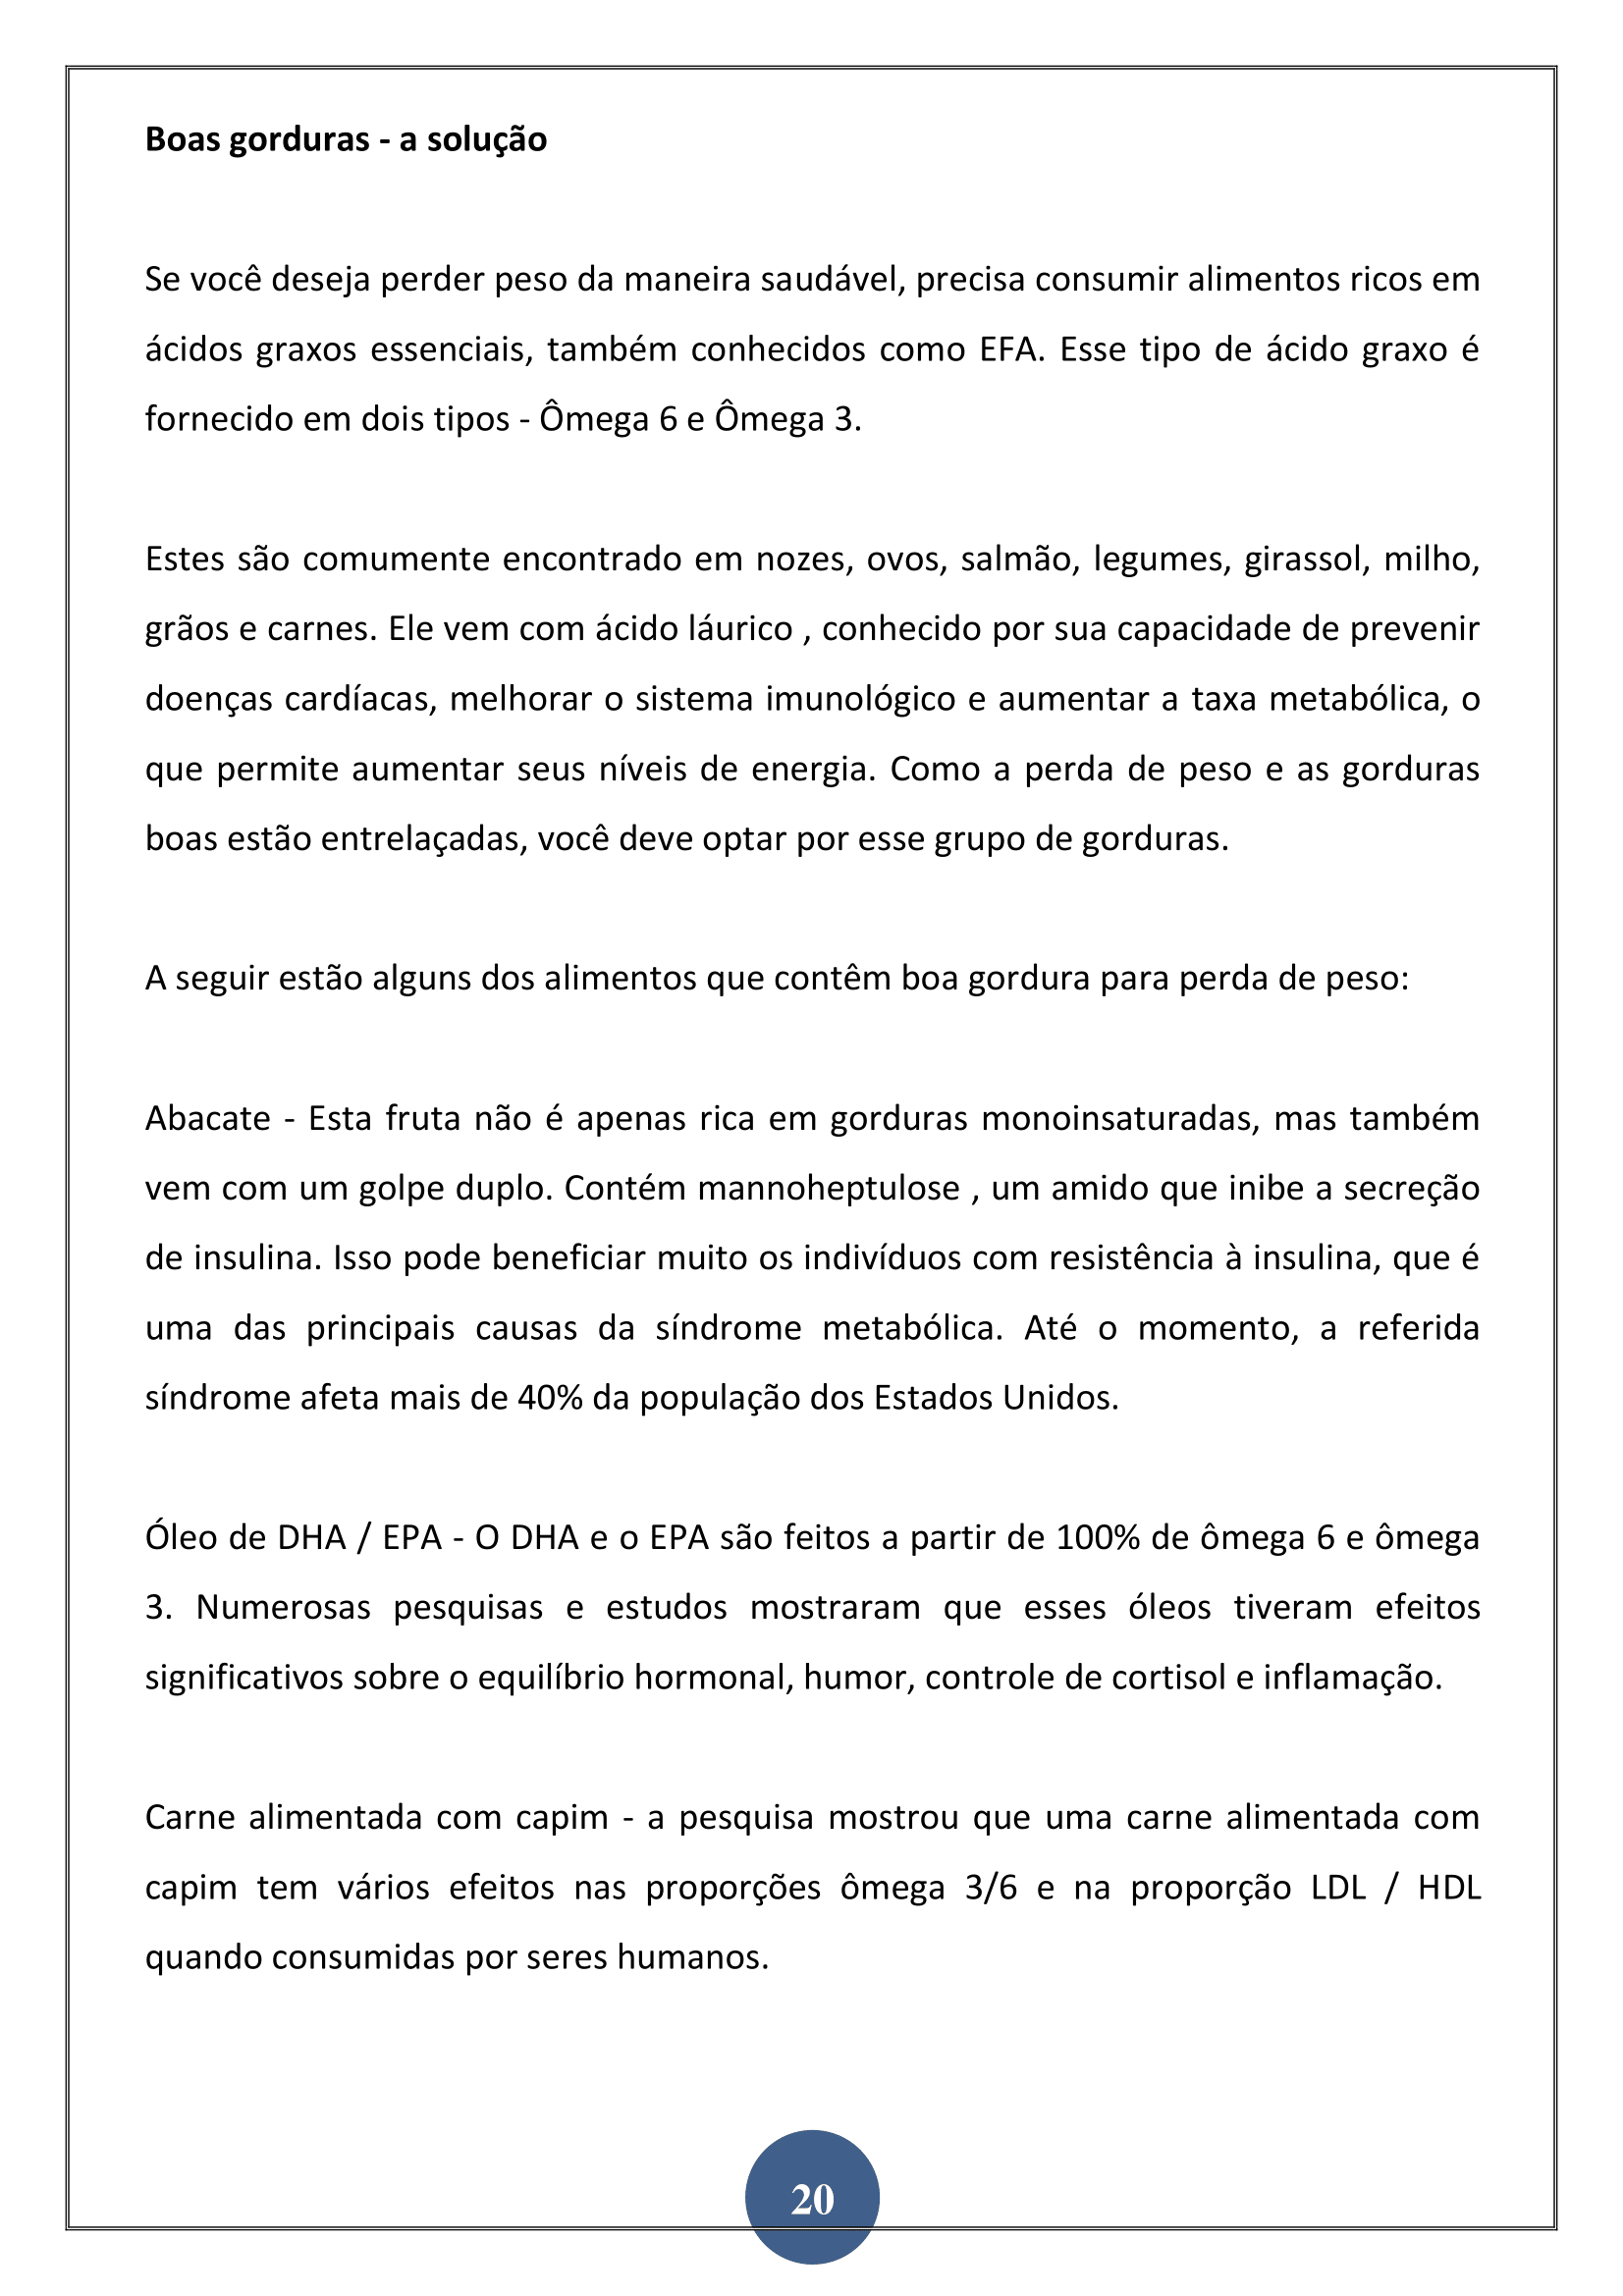 Boas gorduras - a solução
Se você deseja perder peso da maneira saudável, precisa consumir alimentos ricos em
ácidos graxos essenciais, também conhecidos como EFA. Esse tipo de ácido graxo é
fornecido em dois tipos - Ômega 6 e Ômega 3.
Estes são comumente encontrado em nozes, ovos, salmão, legumes, girassol, milho,
grãos e carnes. Ele vem com ácido láurico , conhecido por sua capacidade de prevenir
doenças cardíacas, melhorar o sistema imunológico e aumentar a taxa metabólica, o
que permite aumentar seus níveis de energia. Como a perda de peso e as gorduras
boas estão entrelaçadas, você deve optar por esse grupo de gorduras.
A seguir estão alguns dos alimentos que contêm boa gordura para perda de peso:
Abacate - Esta fruta não é apenas rica em gorduras monoinsaturadas, mas também
vem com um golpe duplo. Contém mannoheptulose , um amido que inibe a secreção
de insulina. Isso pode beneficiar muito os indivíduos com resistência à insulina, que é
uma das principais causas da síndrome metabólica. Até o momento, a referida
síndrome afeta mais de 40% da população dos Estados Unidos.
Óleo de DHA / EPA - O DHA e o EPA são feitos a partir de 100% de ômega 6 e ômega
3. Numerosas pesquisas e estudos mostraram que esses óleos tiveram efeitos
significativos sobre o equilíbrio hormonal, humor, controle de cortisol e inflamação.
Carne alimentada com capim - a pesquisa mostrou que uma carne alimentada com
capim tem vários efeitos nas proporções ômega 3/6 e na proporção LDL / HDL
quando consumidas por seres humanos.
20